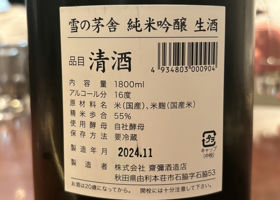 雪の茅舎 純米吟醸 生酒
品目 清酒
4 934803 000904
内容量 1800ml
アルコール分 16度
原材料名 米(国産)、米麹(国産米)
精米歩合 55%
使用酵母 自社酵母
保存方法 要冷蔵
製造年月 2024.11
製造者 株式会社 齋彌酒造店
秋田県由利本荘市石脇字石脇53
お酒は20歳になってから。
開栓には十分注意して下さい。
キャップ